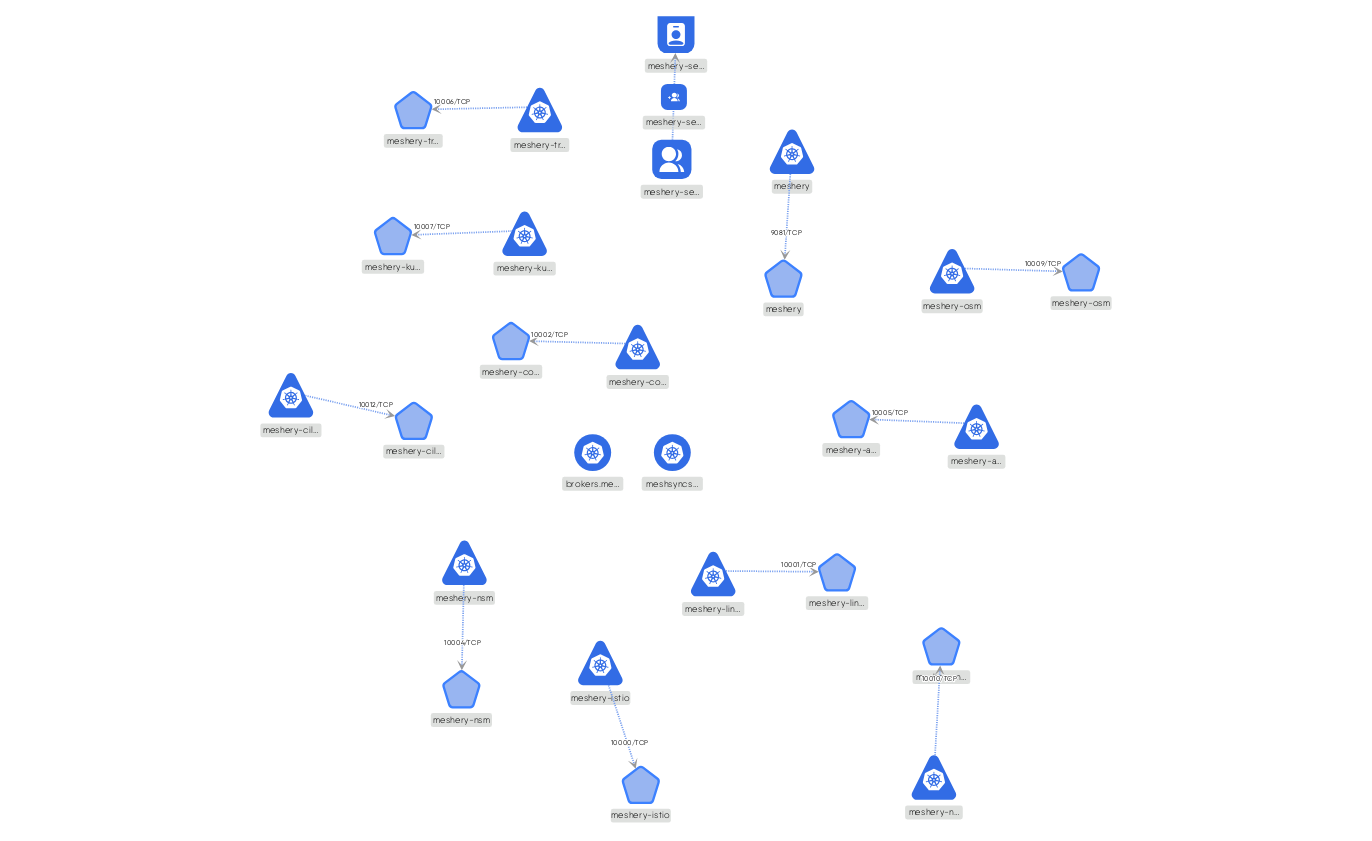 meshery-se...
10006/TCP
meshery-tr...
meshery-tr...
meshery-se...
meshery-se...
meshery
10007/TCP
9081/TCP
meshery-ku...
meshery-ku...
10009/TCP
meshery-osm
meshery-osm
meshery
10002/TCP
meshery-co...
meshery-co...
10012/TCP
10005/TCP
meshery-cil...
meshery-cil...
meshery-a...
meshery-a...
brokers.me...
meshsyncs...
10001/TCP
meshery-nsm
meshery-lin...
meshery-lin...
10004/TCP
10010/TCP
meshery-istio
meshery-nsm
10000/TCP
meshery-istio
meshery-n...